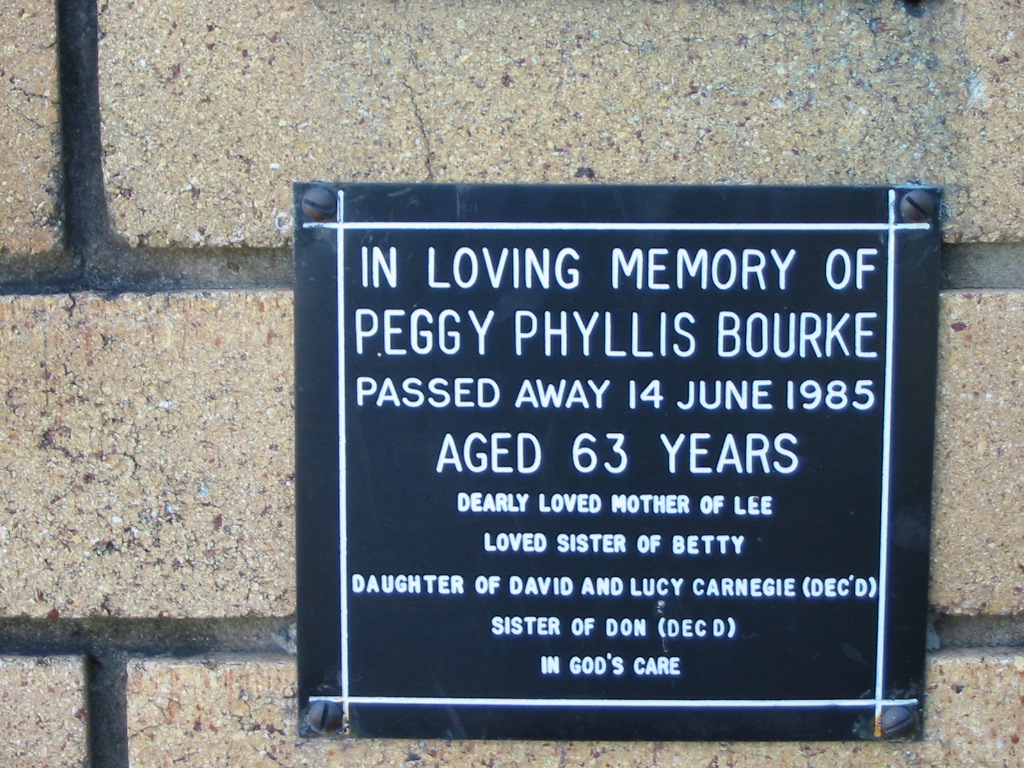 IN LOVING MEMORY OF
PEGGY PHYLLIS BOURKE
PASSED AWAY 14 JUNE 1985
AGED 63 YEARS
DEARLY LOVED MOTHER OF LEE
LOVED SISTER OF BETTY
DAUGHTER OF DAVID AND LUCY CARNEGIE (DEC'D)
SISTER OF DON (DEC D)
IN GOD'S CARE